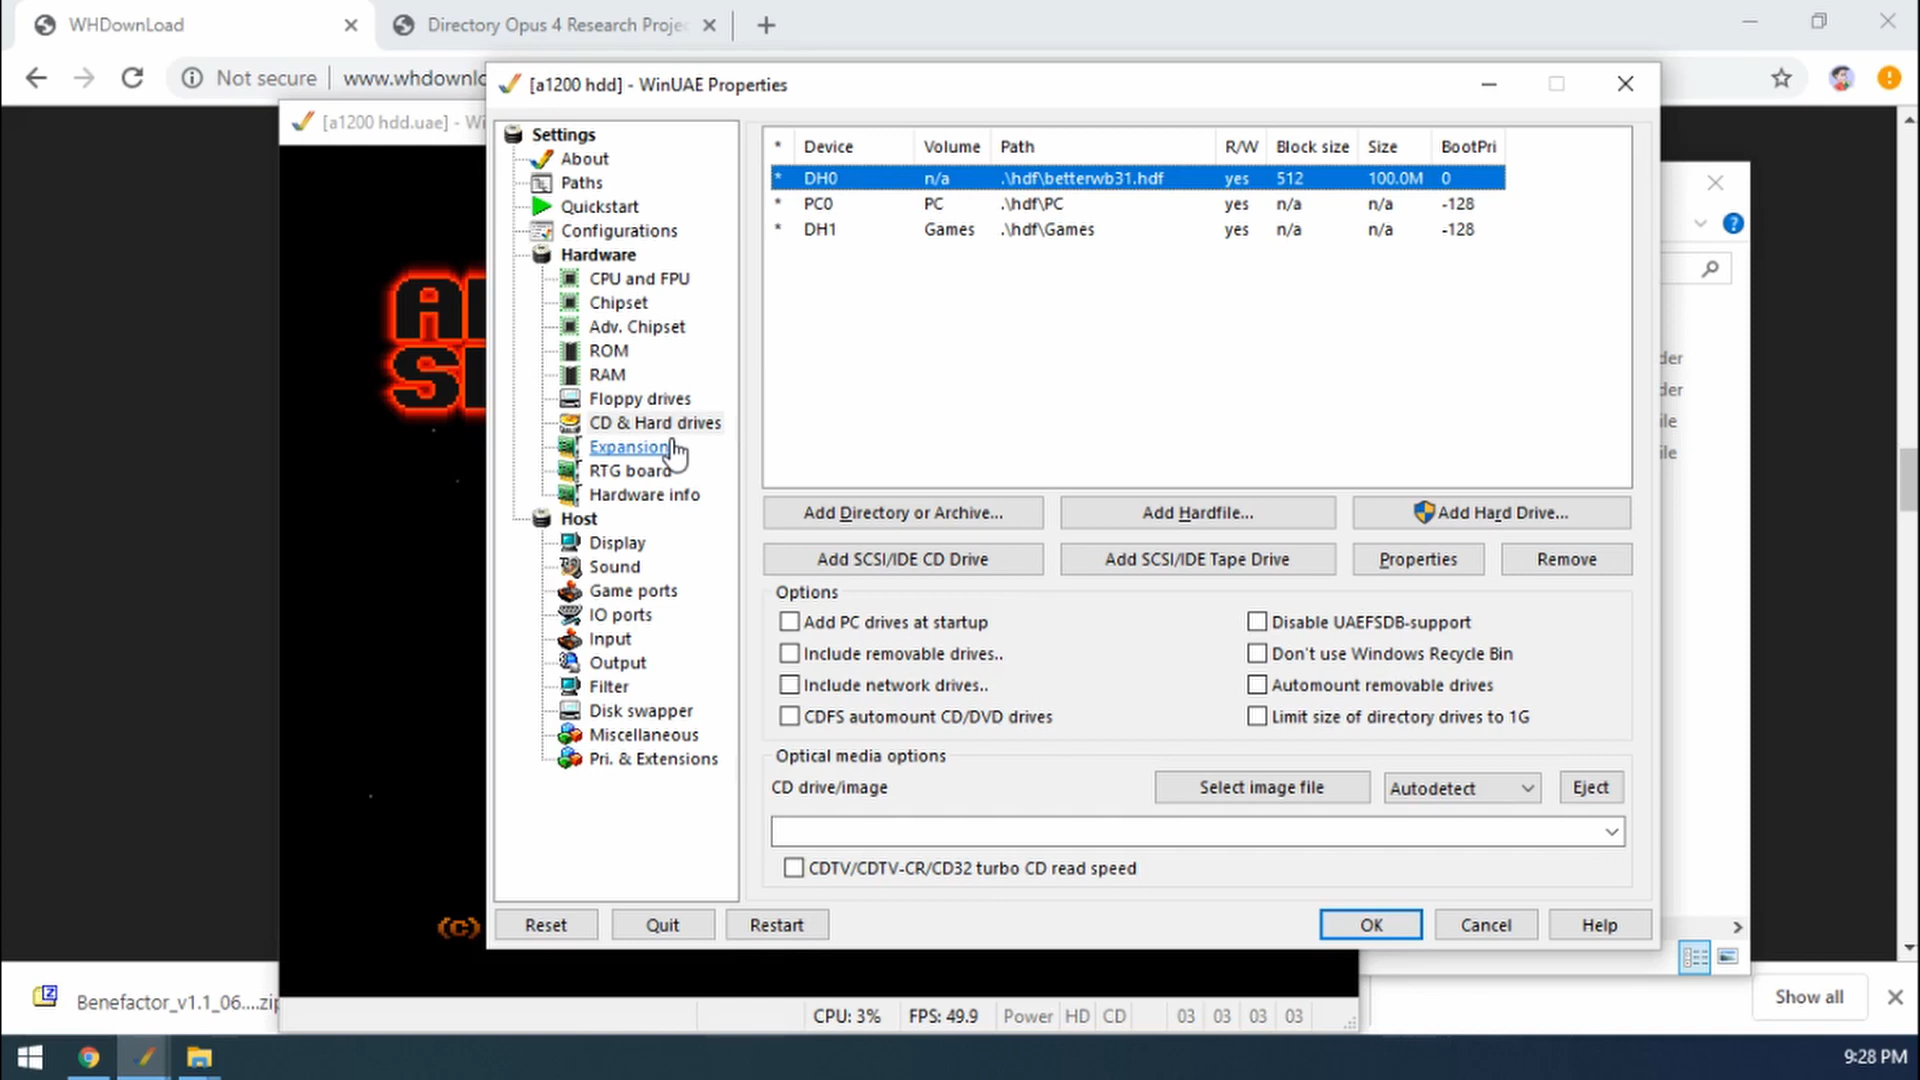 WHDownLoad
Directory Opus 4 Research Projec
Not secure
www.whdownlo
[a1200 hdd.uae] - Wi
[a1200 hdd] - WinUAE Properties
Settings
About
Paths
Quickstart
Configurations
Hardware
CPU and FPU
Chipset
Adv. Chipset
ROM
RAM
Floppy drives
CD & Hard drives
Expansion
RTG board
Hardware info
Host
Display
Sound
Game ports
IO ports
Input
Output
Filter
Disk swapper
Miscellaneous
Pri. & Extensions
* Device Volume Path R/W Block size Size BootPri
* DH0 n/a .\hdf\betterwb31.hdf yes 512 100.0M 0
* PC0 PC .\hdf\PC yes n/a n/a -128
* DH1 Games .\hdf\Games yes n/a n/a -128
Add Directory or Archive... Add Hardfile... Add Hard Drive...
Add SCSI/IDE CD Drive Add SCSI/IDE Tape Drive Properties Remove
Options
Add PC drives at startup Disable UAEFSDB-support
Include removable drives.. Don't use Windows Recycle Bin
Include network drives.. Automount removable drives
CDFS automount CD/DVD drives Limit size of directory drives to 1G
Optical media options
CD drive/image Select image file Autodetect Eject
CDTV/CDTV-CR/CD32 turbo CD read speed
Reset Quit Restart OK Cancel Help
der
der
ile
ile
(c)
Benefactor_v1.1_06....zip
Show all
CPU: 3% FPS: 49.9 Power HD CD 03 03 03 03
9:28 PM